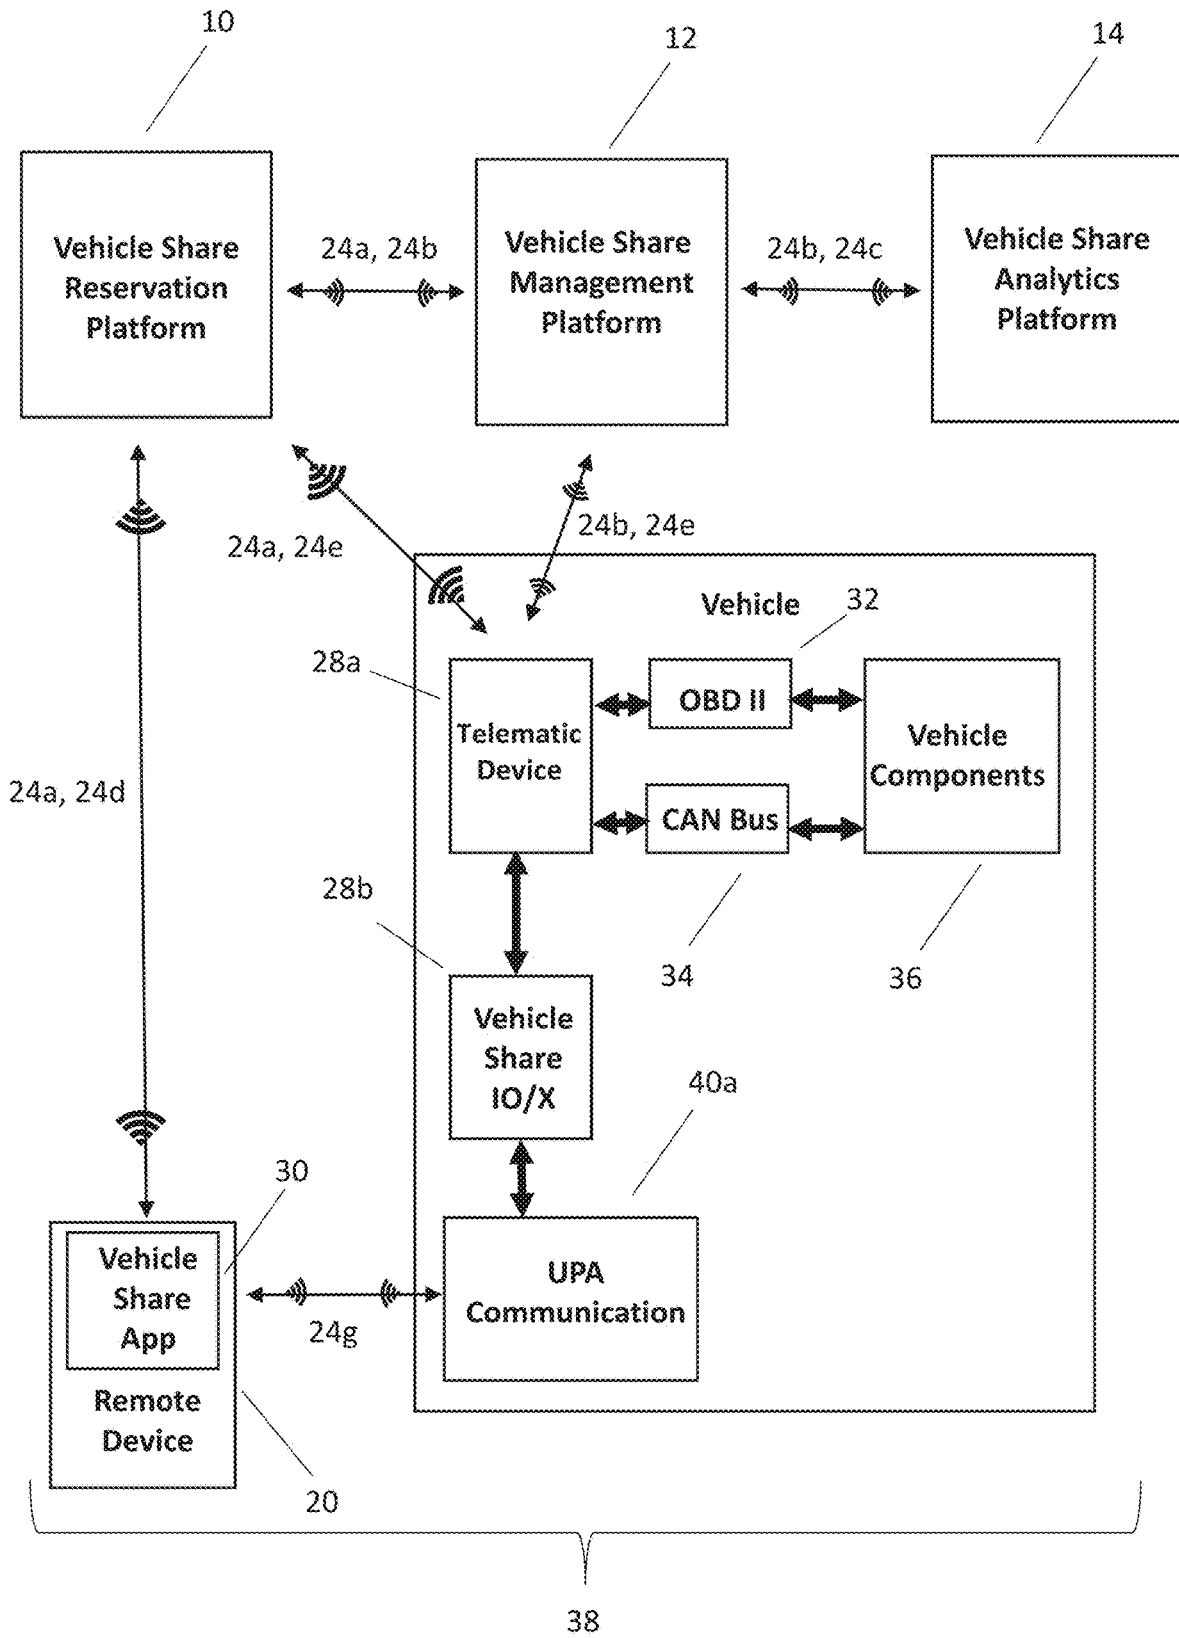 10
12
14
Vehicle Share
Reservation
Platform
24a, 24b
Vehicle Share
Management
Platform
24b, 24c
Vehicle Share
Analytics
Platform
24a, 24e
24b, 24e
Vehicle
32
28a
Telematic
Device
OBD II
Vehicle
Components
24a, 24d
CAN Bus
28b
34
36
Vehicle
Share
IO/X
40a
30
Vehicle
Share
App
Remote
Device
24g
UPA
Communication
20
38